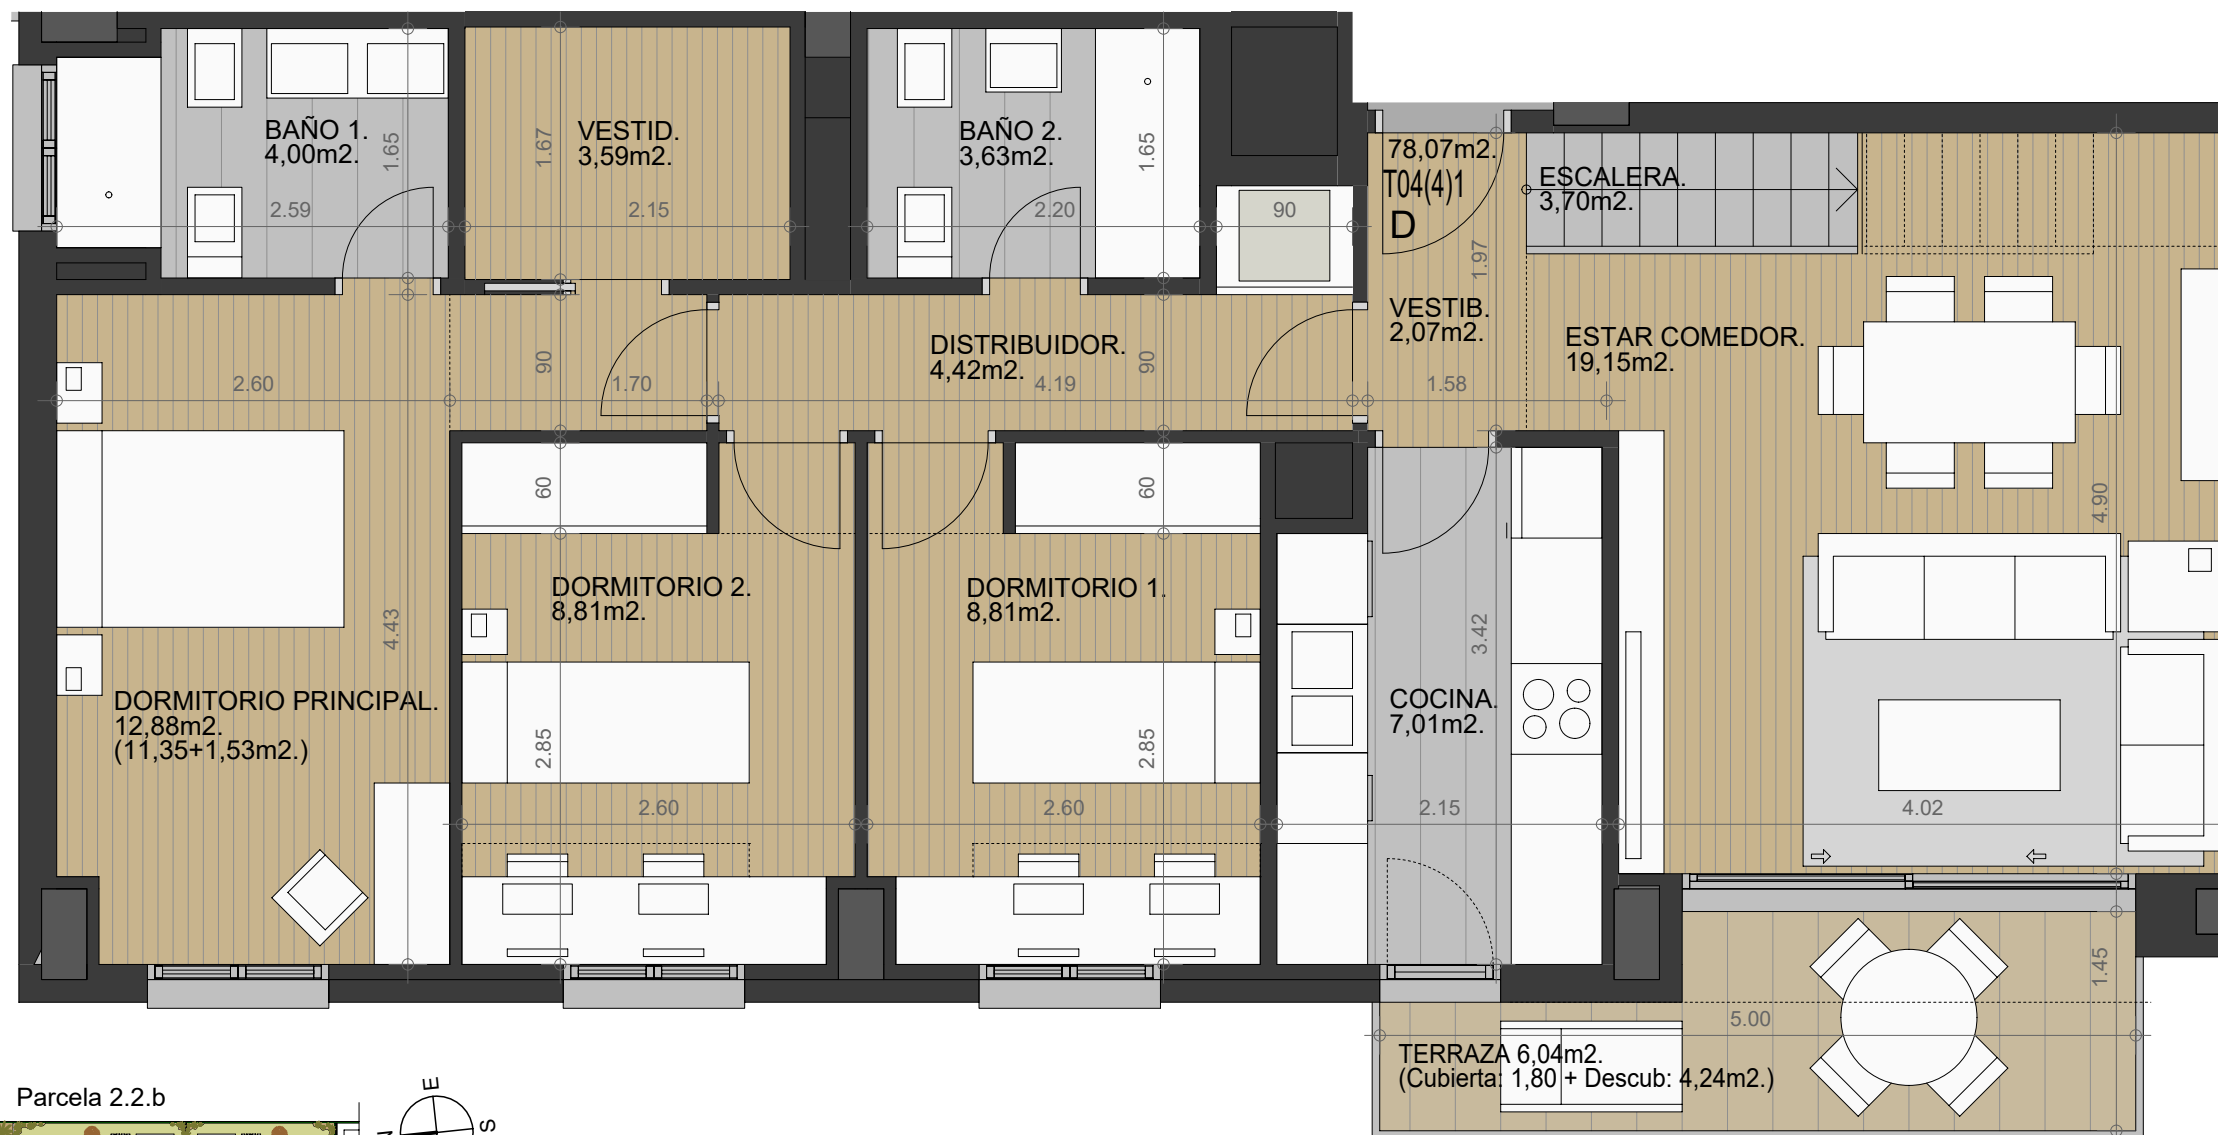 BAÑO 1.
4,00m2.
1.65
2.59
VESTID.
3,59m2.
1.67
2.15
BAÑO 2.
3,63m2.
1.65
2.20
90
78,07m2.
T04(4)1
D
1.97
ESCALERA.
3,70m2.
VESTIB.
2,07m2.
1.58
ESTAR COMEDOR.
19,15m2.
DISTRIBUIDOR.
4,42m2.
90
4.19
90
1.70
2.60
60
60
4.90
DORMITORIO 2.
8,81m2.
DORMITORIO 1.
8,81m2.
4.43
3.42
DORMITORIO PRINCIPAL.
12,88m2.
(11,35+1,53m2.)
COCINA.
7,01m2.
2.85
2.85
2.60
2.60
2.15
4.02
1.45
5.00
TERRAZA 6,04m2.
(Cubierta: 1,80 + Descub: 4,24m2.)
Parcela 2.2.b
E
S
N